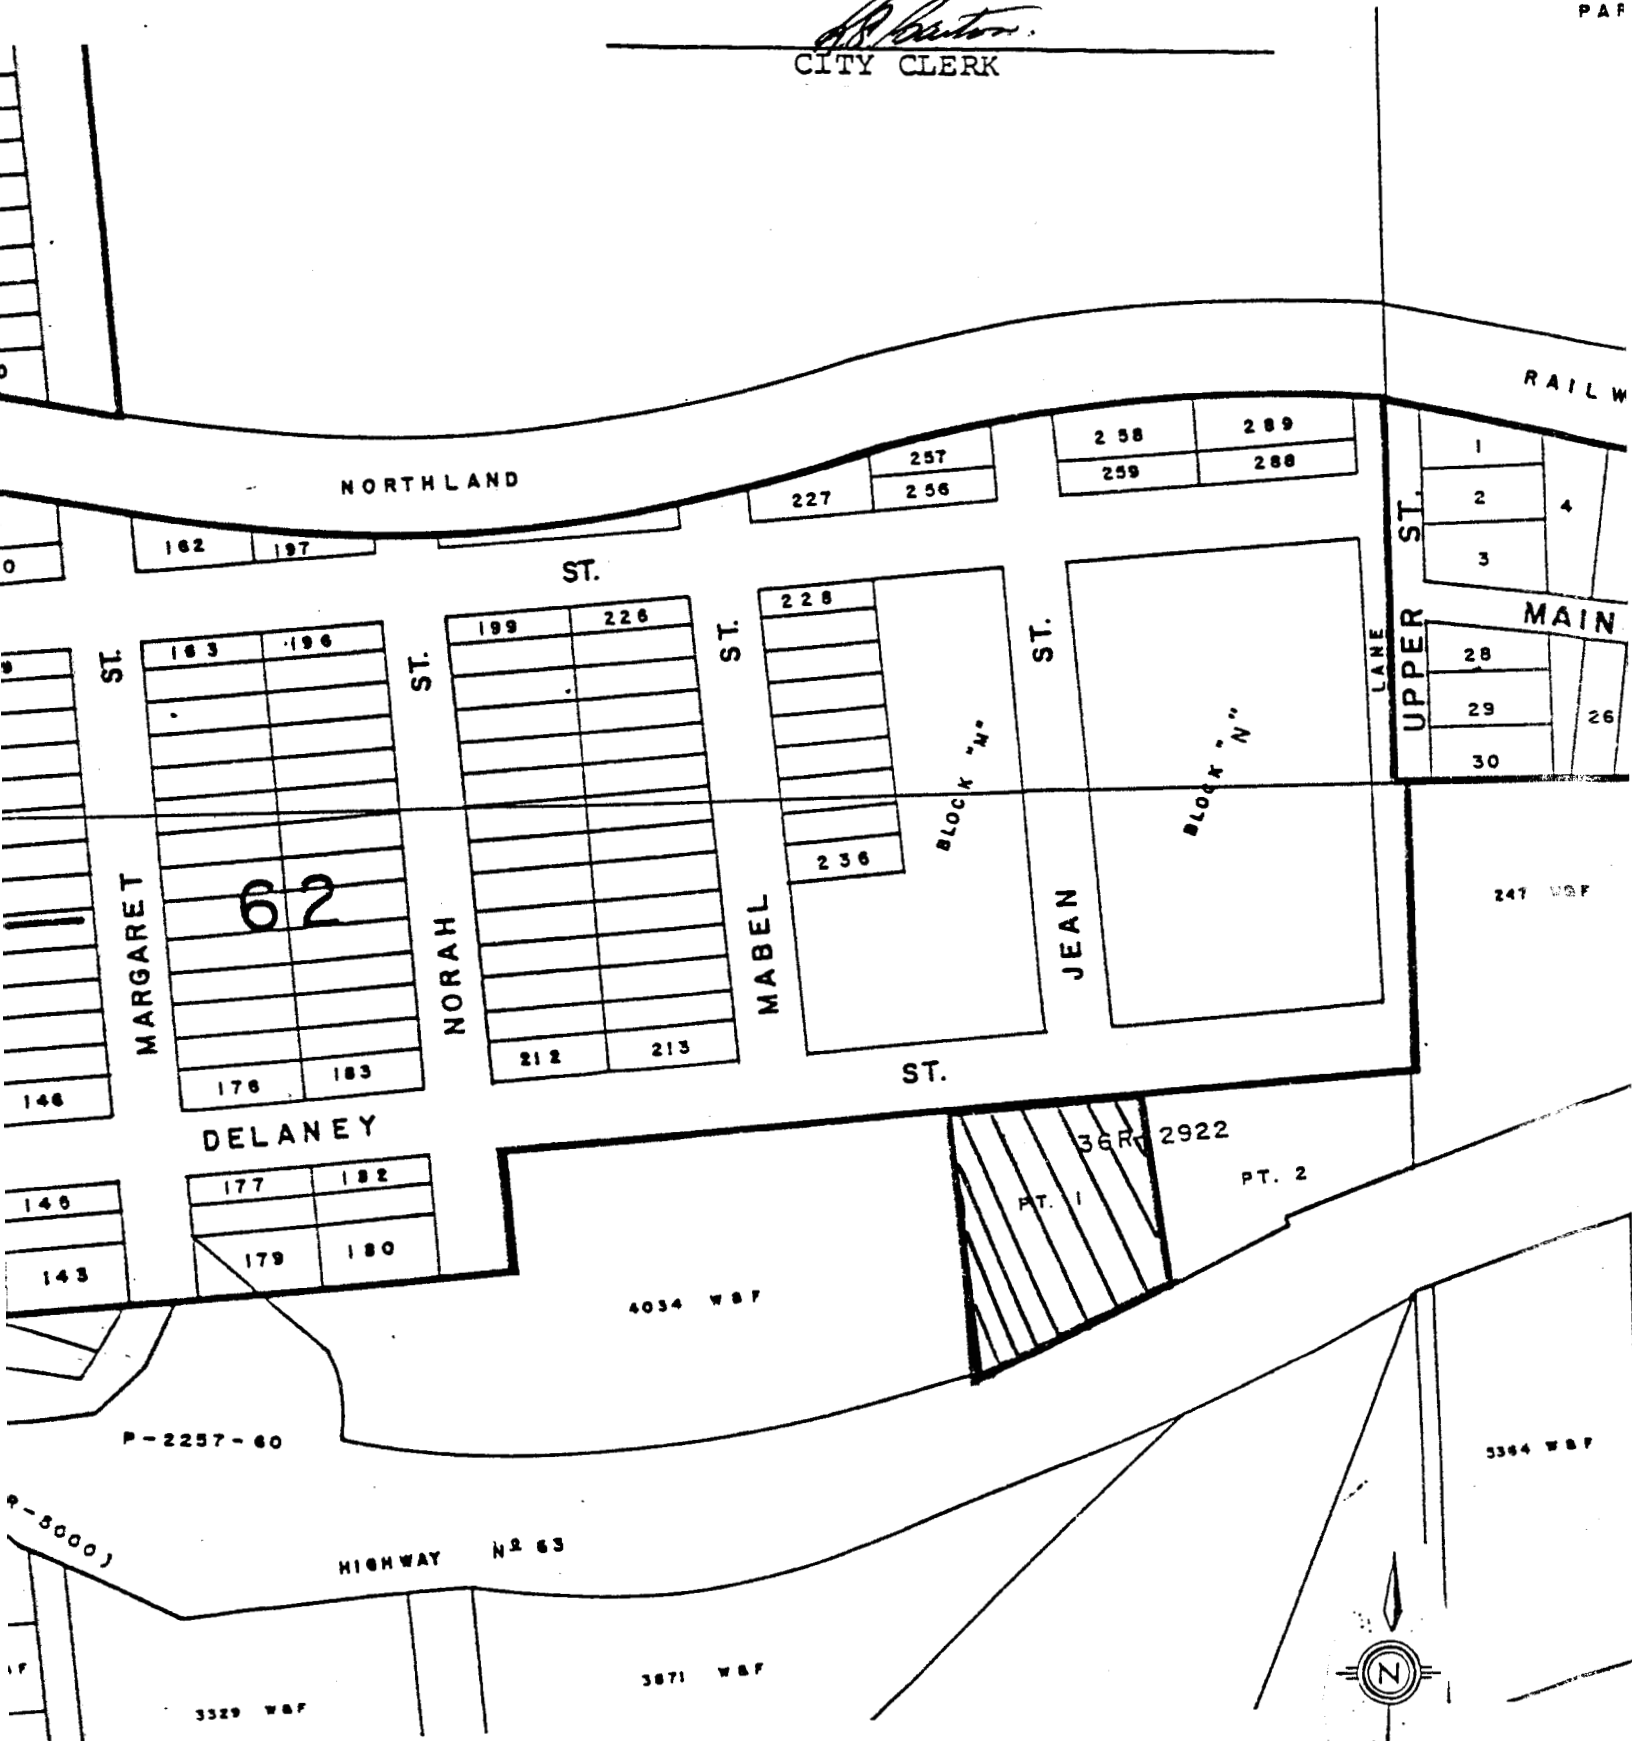 PAR
CITY CLERK
RAILW
NORTHLAND
258
289
259
288
257
227
256
162
197
1
2
3
4
ST.
ST.
MAIN
UPPER
LANE
ST.
163
196
ST.
199
226
ST.
228
ST.
28
29
30
26
BLOCK "M"
BLOCK "N"
236
62
MARGARET
NORAH
MABEL
JEAN
247 W&F
146
176
183
212
213
ST.
DELANEY
36R-2922
PT. 1
PT. 2
177
182
179
180
143
4034 W&F
P-2257-60
P-5000)
HIGHWAY No 63
3364 W&F
3329 W&F
3871 W&F
N